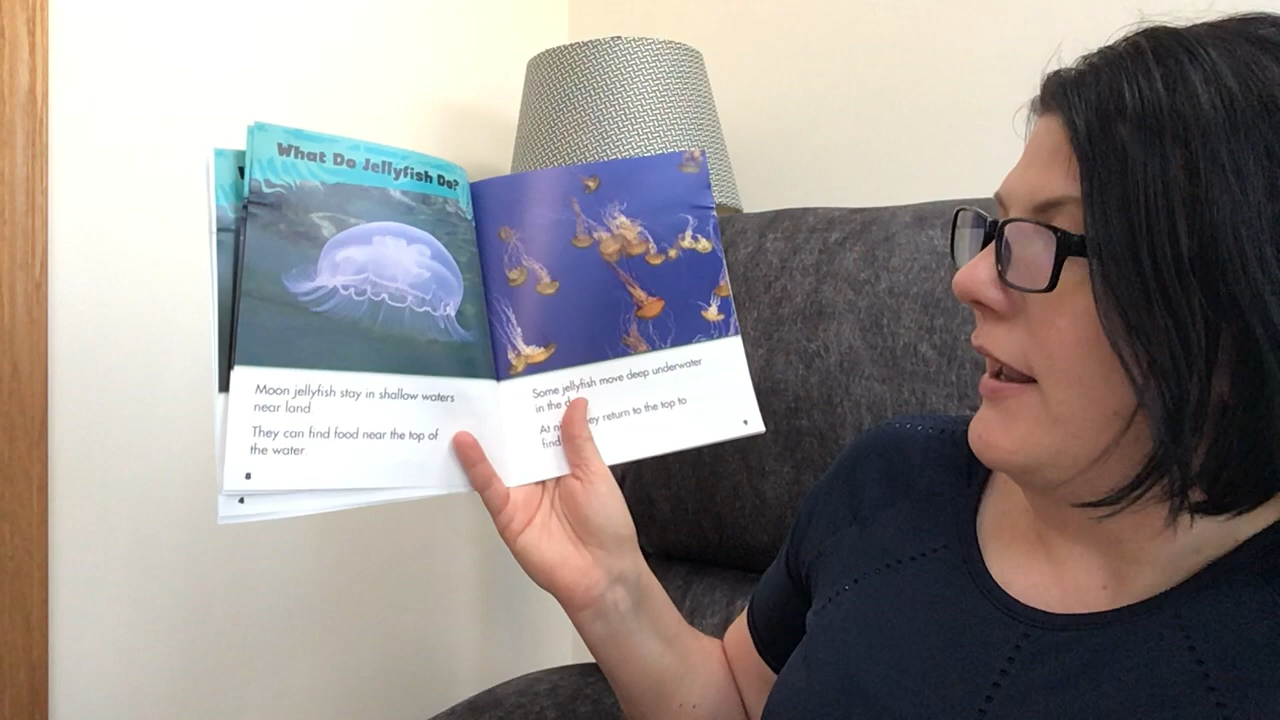 What Do Jellyfish Do?
Moon jellyfish stay in shallow waters
near land.
They can find food near the top of
the water.
8
4
Some jellyfish move deep underwater
in the
At return to the top to
find
9